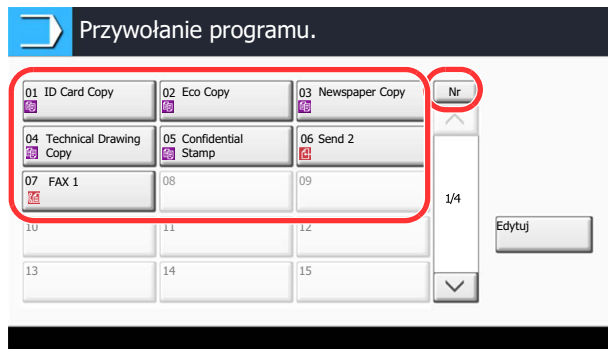 Przywołanie programu.
01 ID Card Copy
02 Eco Copy
03 Newspaper Copy
Nr
04 Technical Drawing
Copy
05 Confidential
Stamp
06 Send 2
07 FAX 1
08
09
1/4
10
11
12
Edytuj
13
14
15